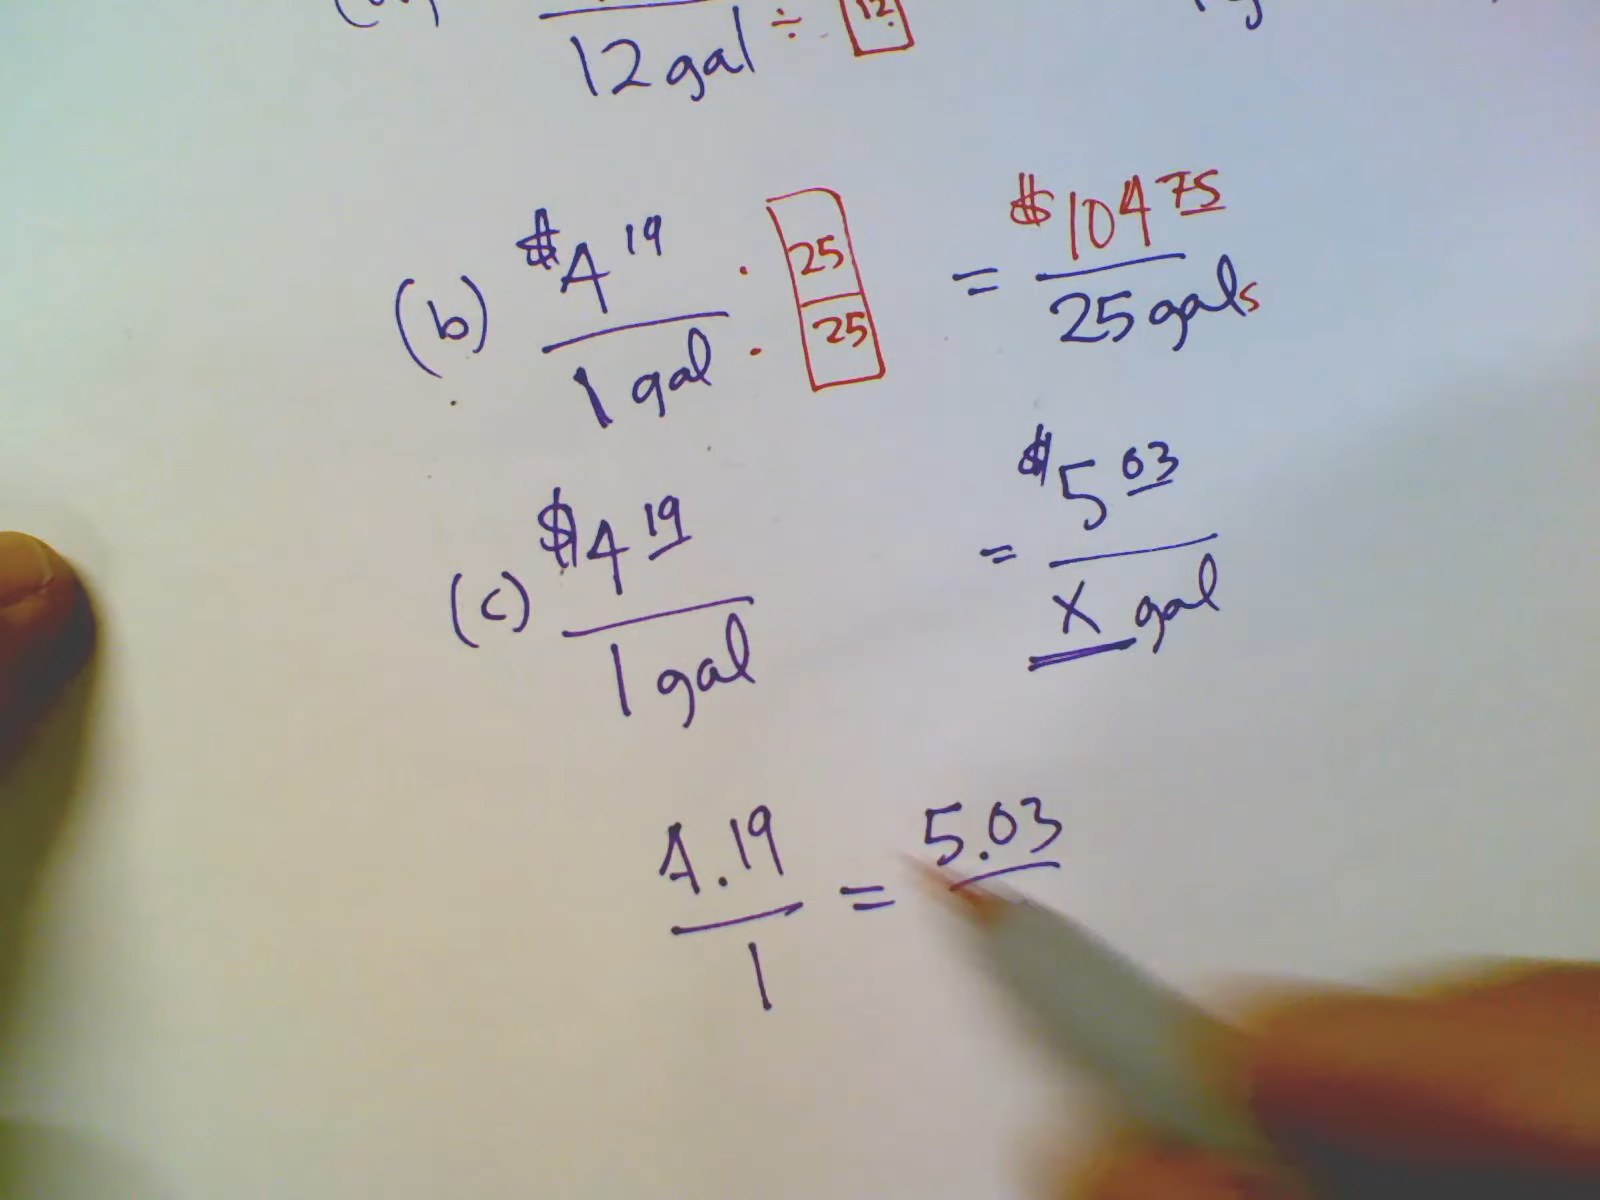 12 gal ÷ 12
(b) $4 19 / 1 gal · 25 / · 25 = $104 75 / 25 gals
(c) $4 19 / 1 gal = $5 03 / x gal
4.19 / 1 = 5.03